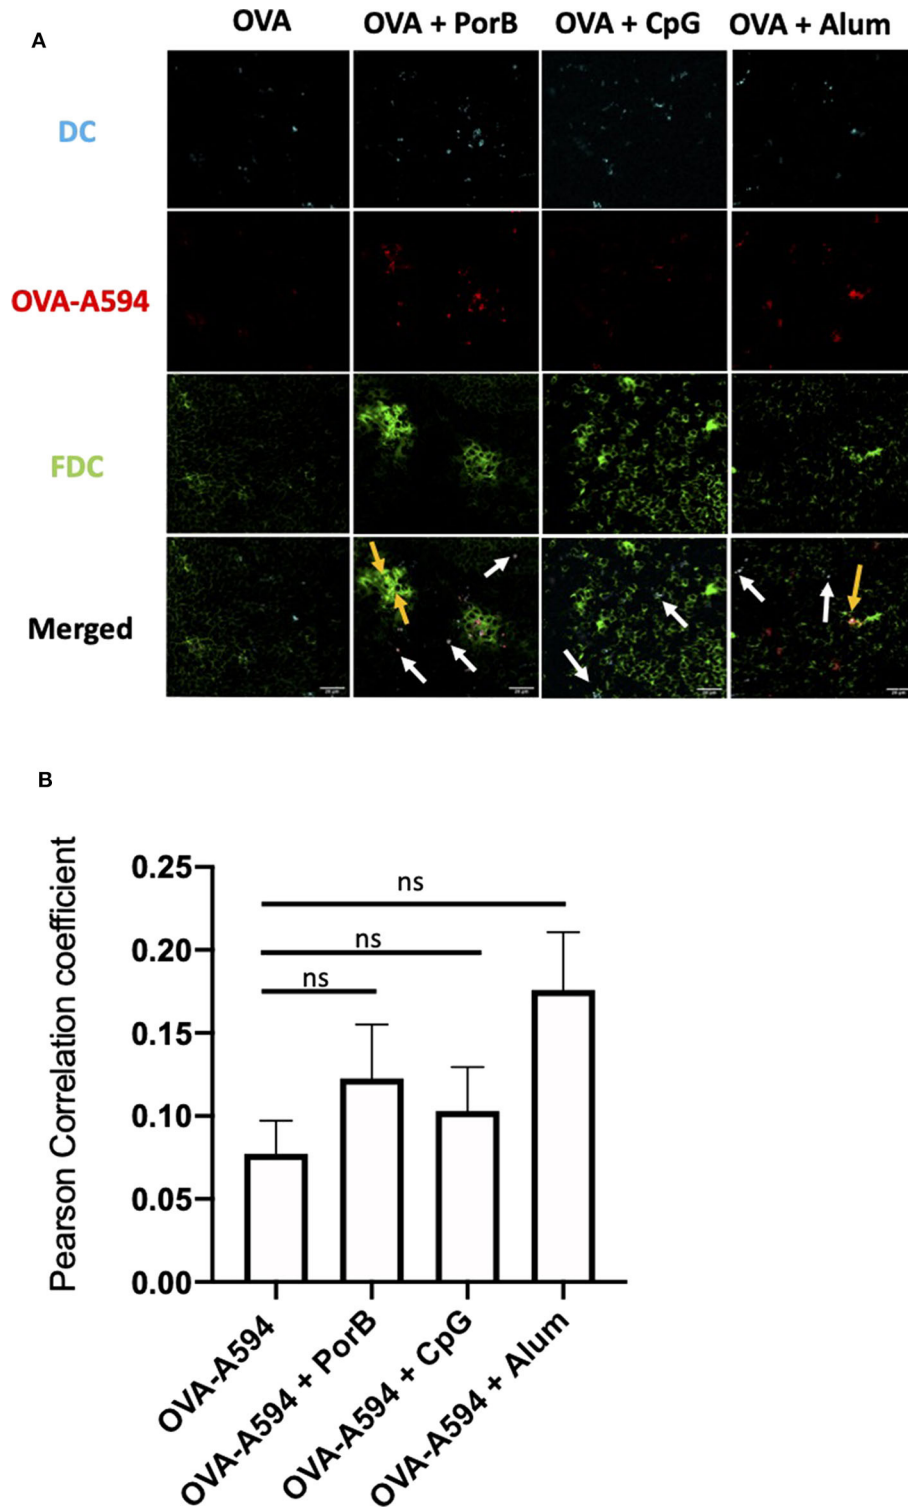 A
OVA
OVA + PorB
OVA + CpG
OVA + Alum
DC
OVA-A594
FDC
Merged
B
Pearson Correlation coefficient
0.25
0.20
0.15
0.10
0.05
0.00
ns
ns
ns
OVA-A594
OVA-A594 + PorB
OVA-A594 + CpG
OVA-A594 + Alum